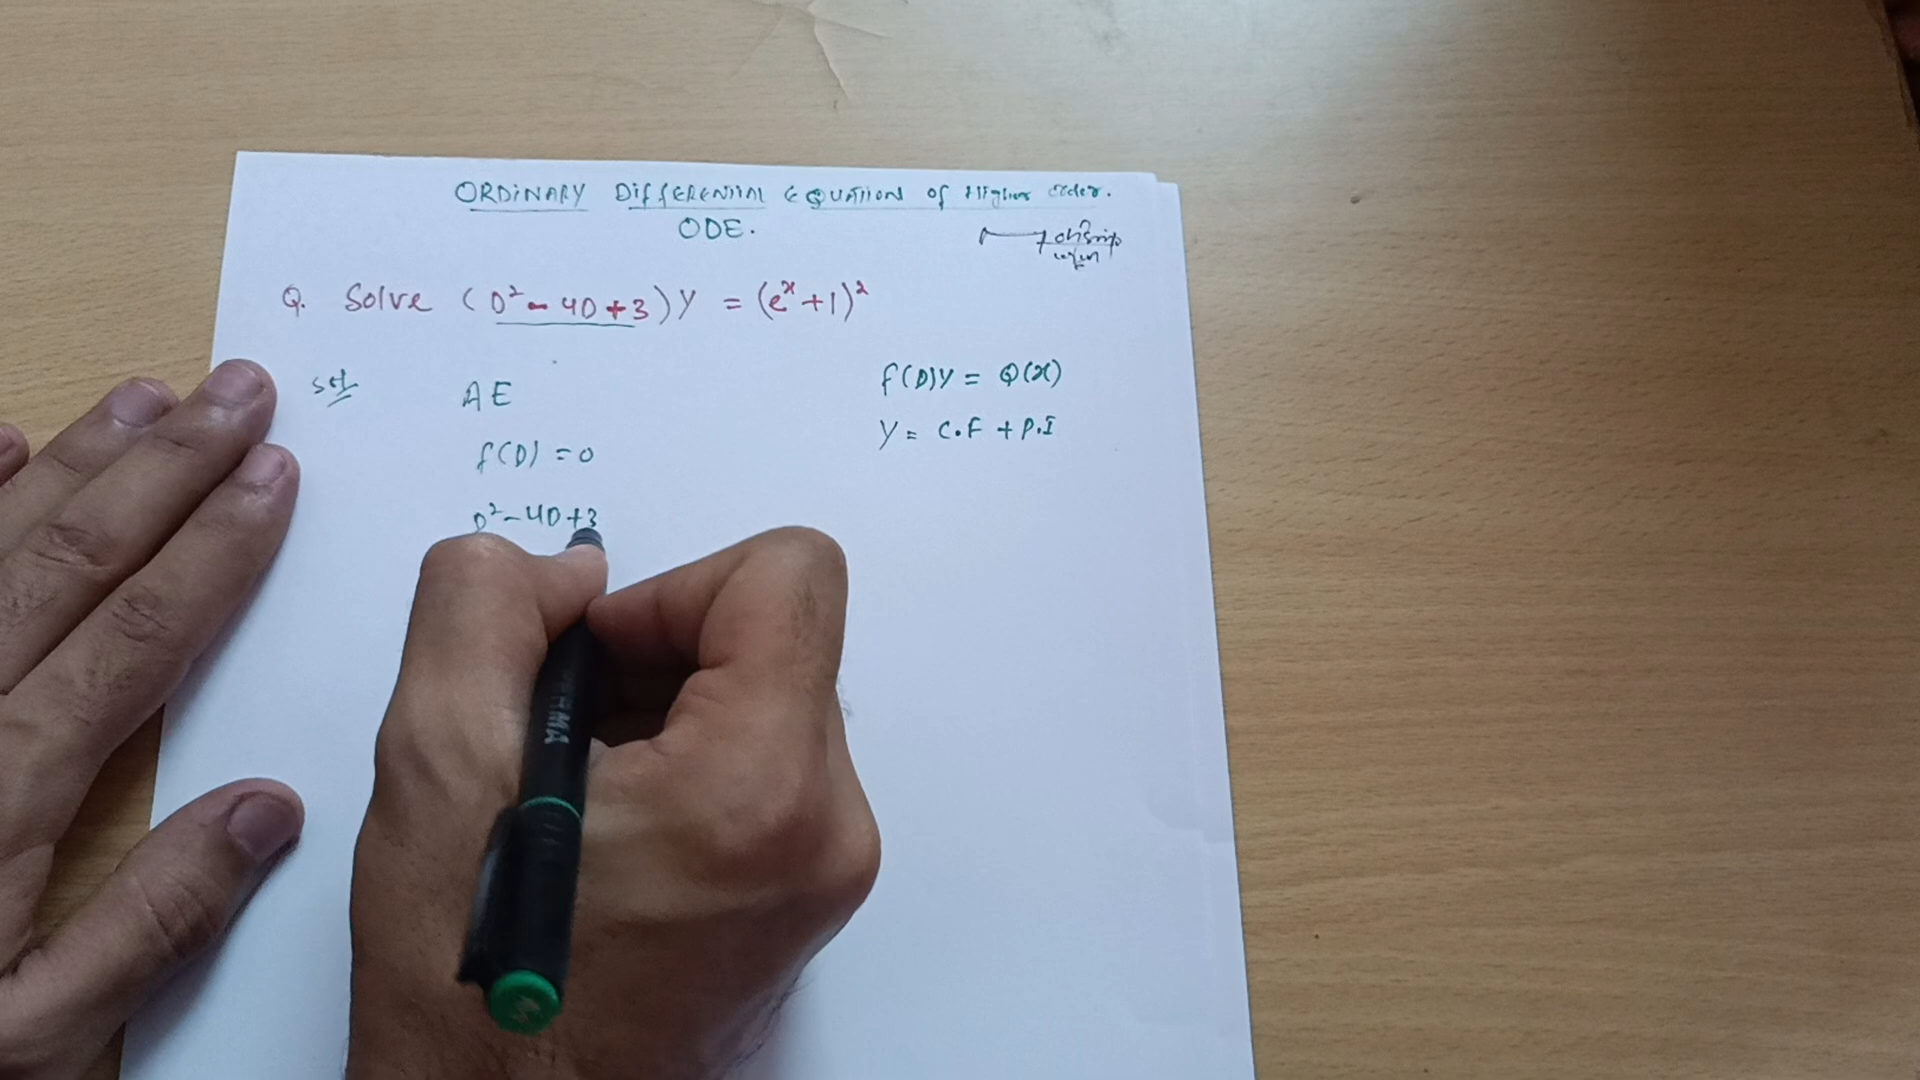 ORDINARY DIFFERENTIAL EQUATION of Higher order.
ODE.
Q. Solve (D² - 4D + 3) Y = (eˣ + 1)²
Sol
AE
f(D)Y = Q(x)
Y = C.F + P.I
f(D) = 0
D² - 4D + 3